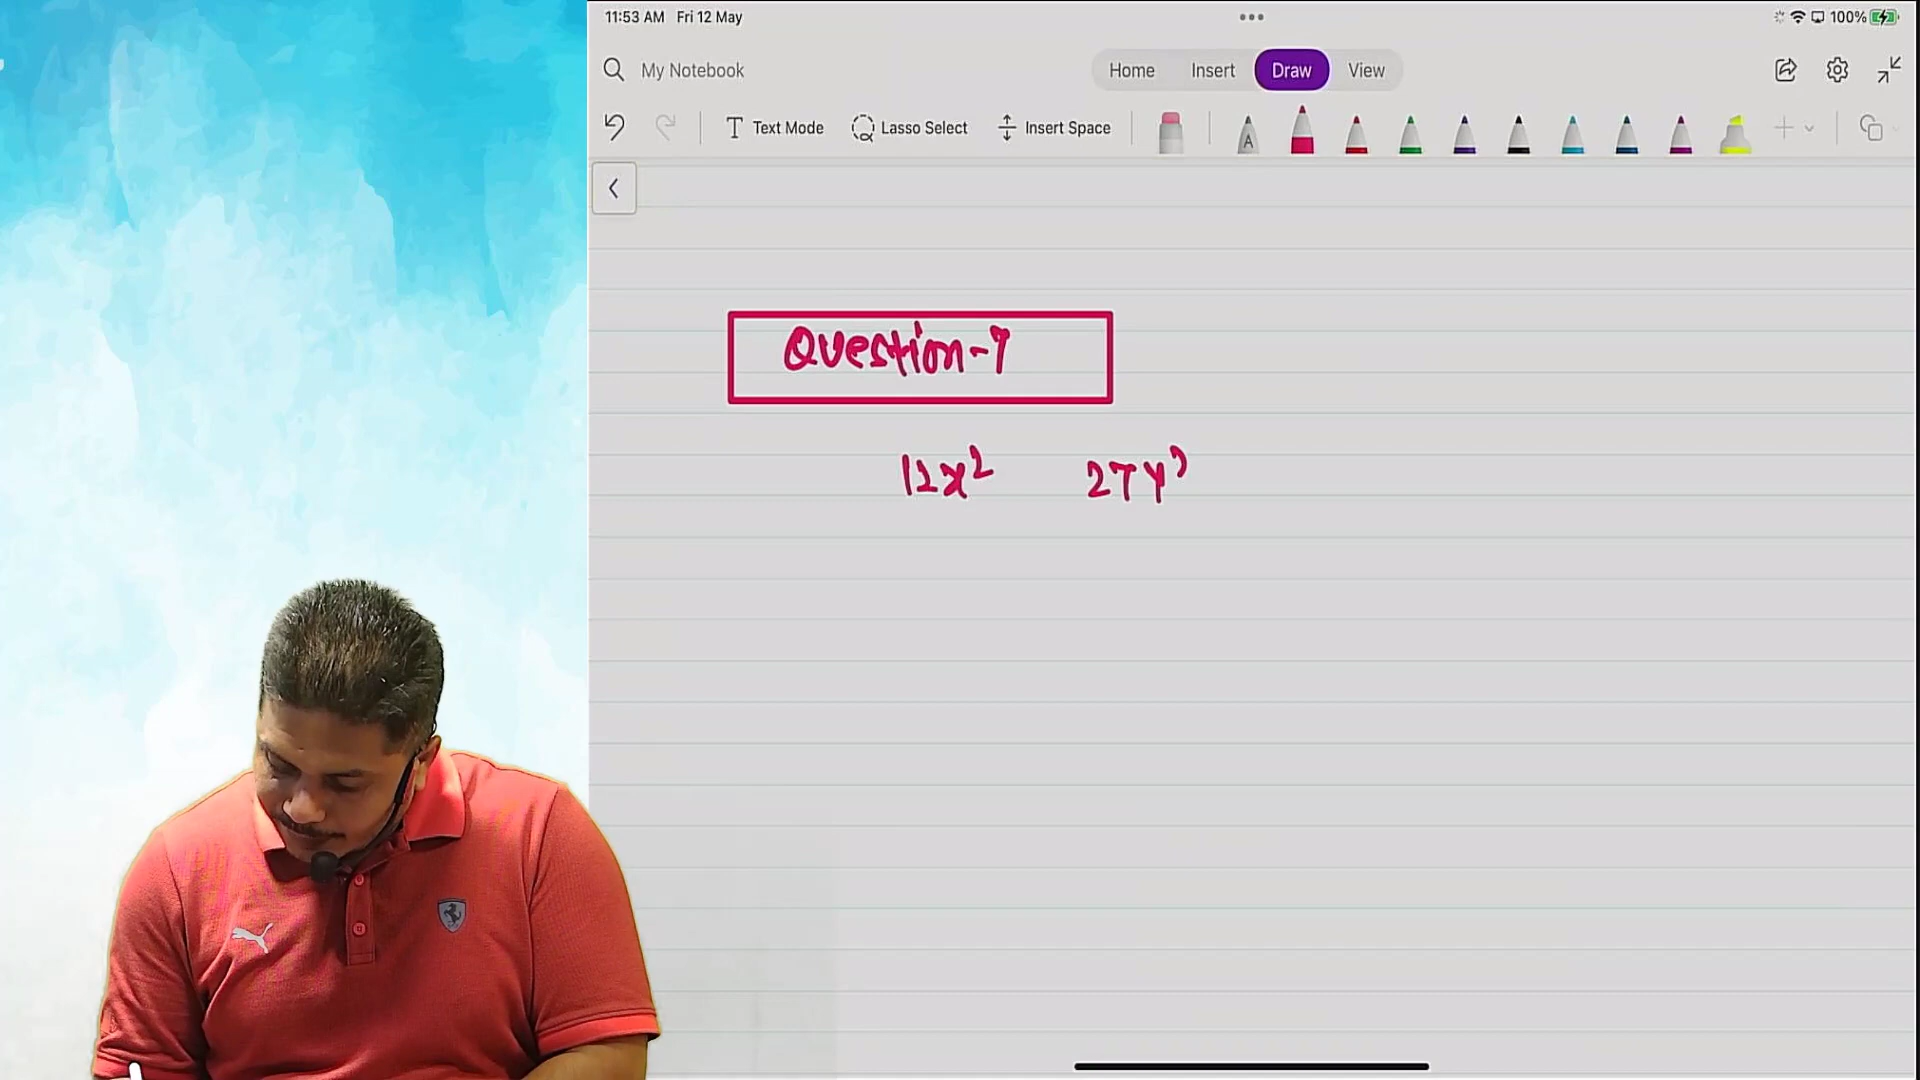 11:53 AM Fri 12 May 100%
My Notebook Home Insert Draw View
Text Mode Lasso Select Insert Space A
Question-7
12x² 27y²